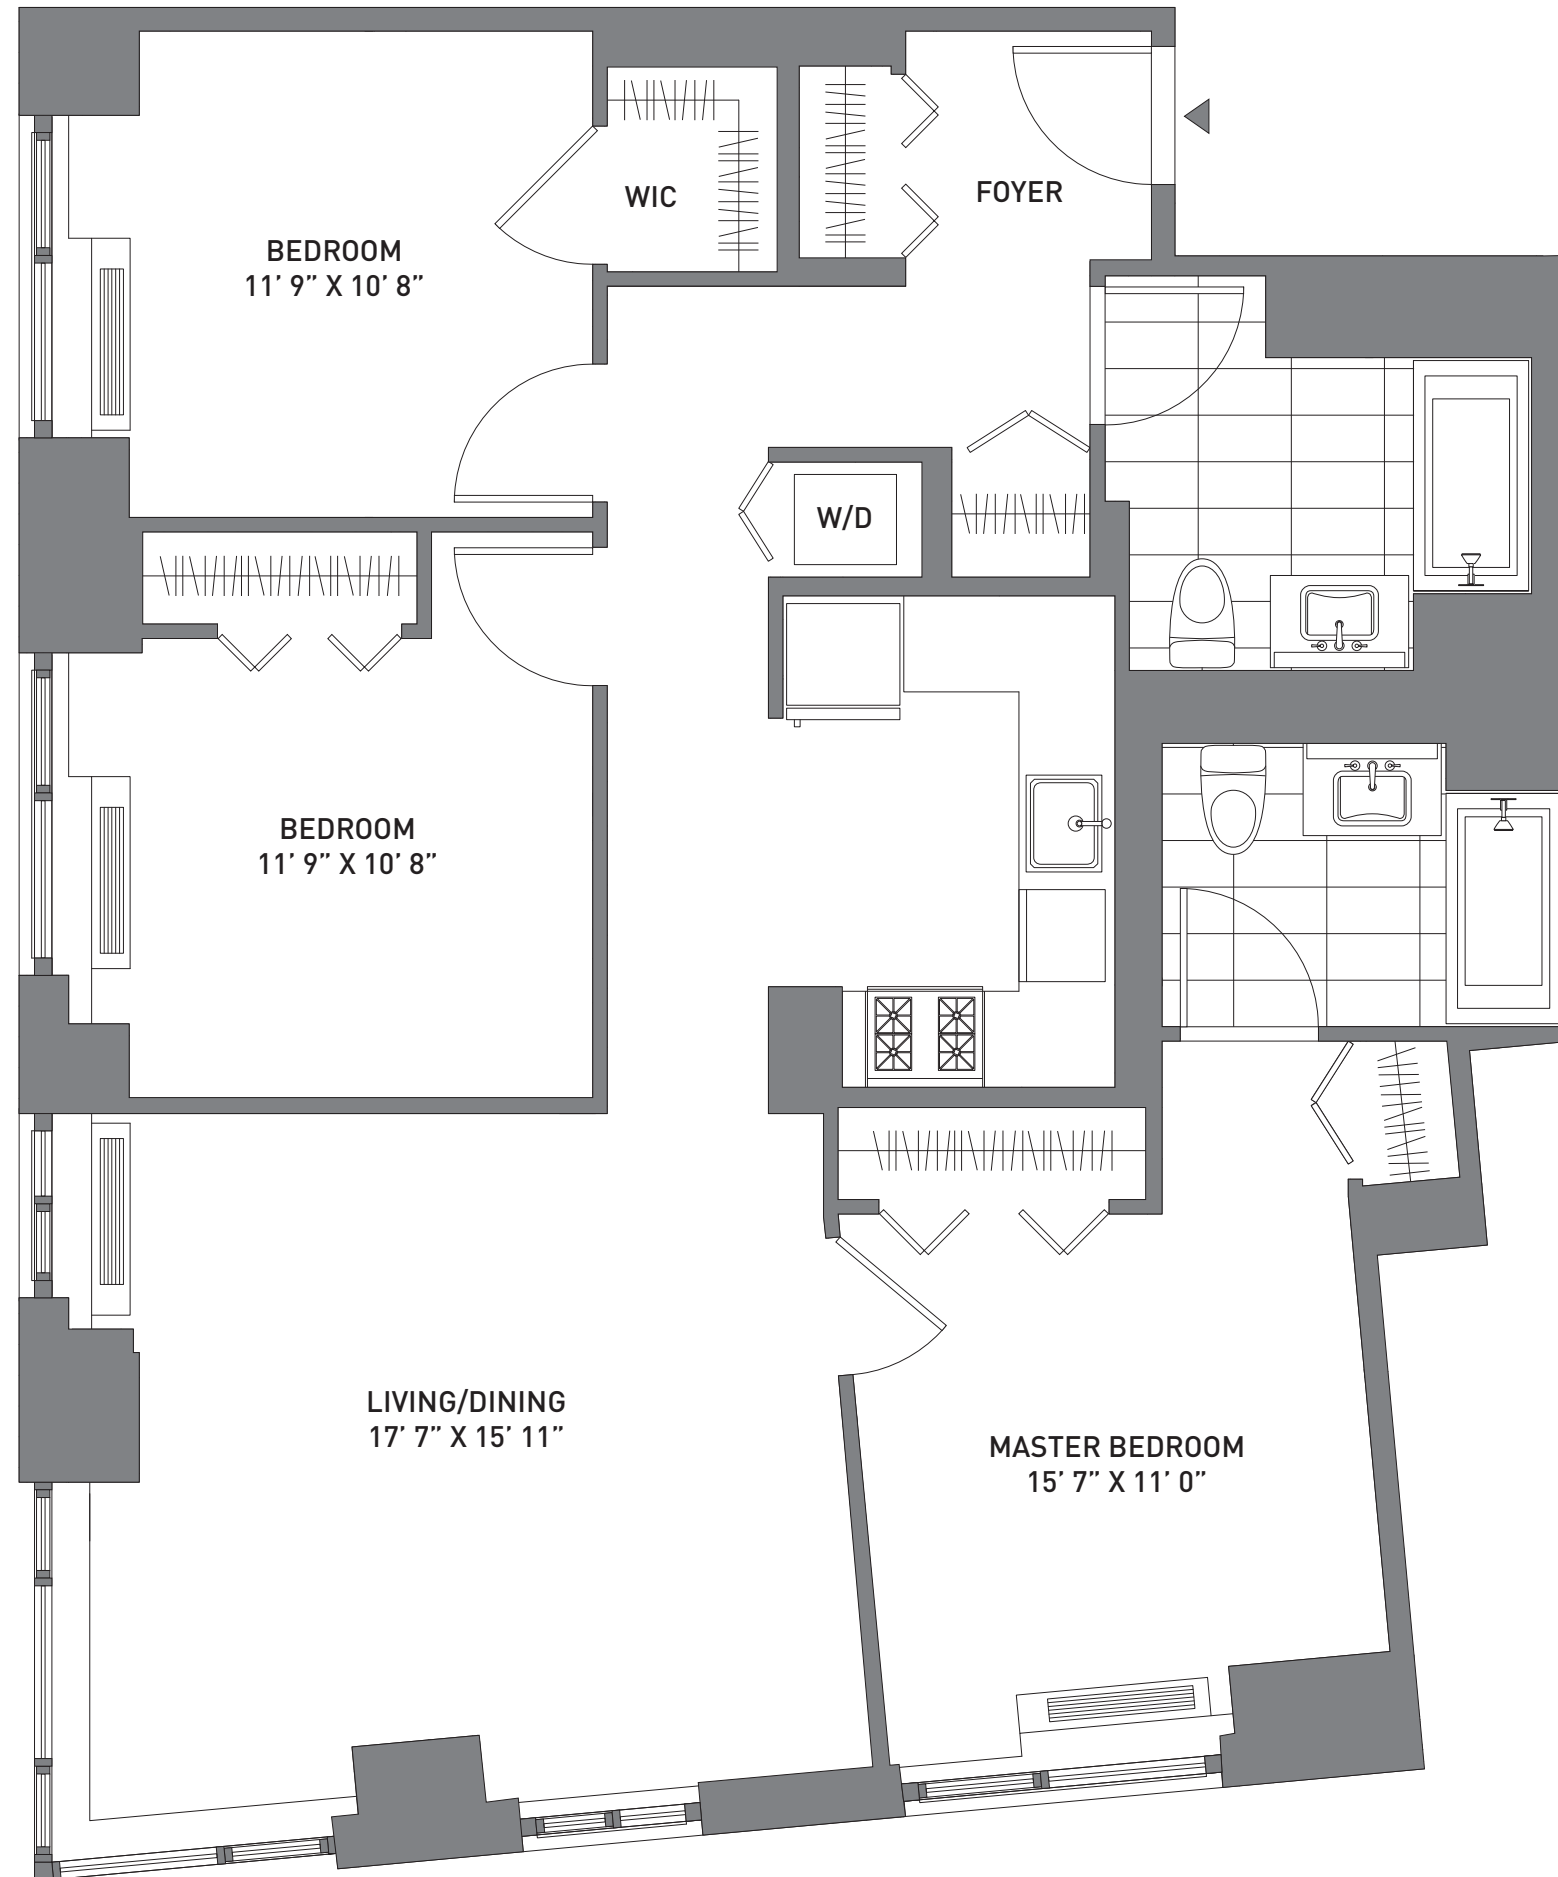 WIC
FOYER
BEDROOM
11’ 9” X 10’ 8”
W/D
BEDROOM
11’ 9” X 10’ 8”
LIVING/DINING
17’ 7” X 15’ 11”
MASTER BEDROOM
15’ 7” X 11’ 0”